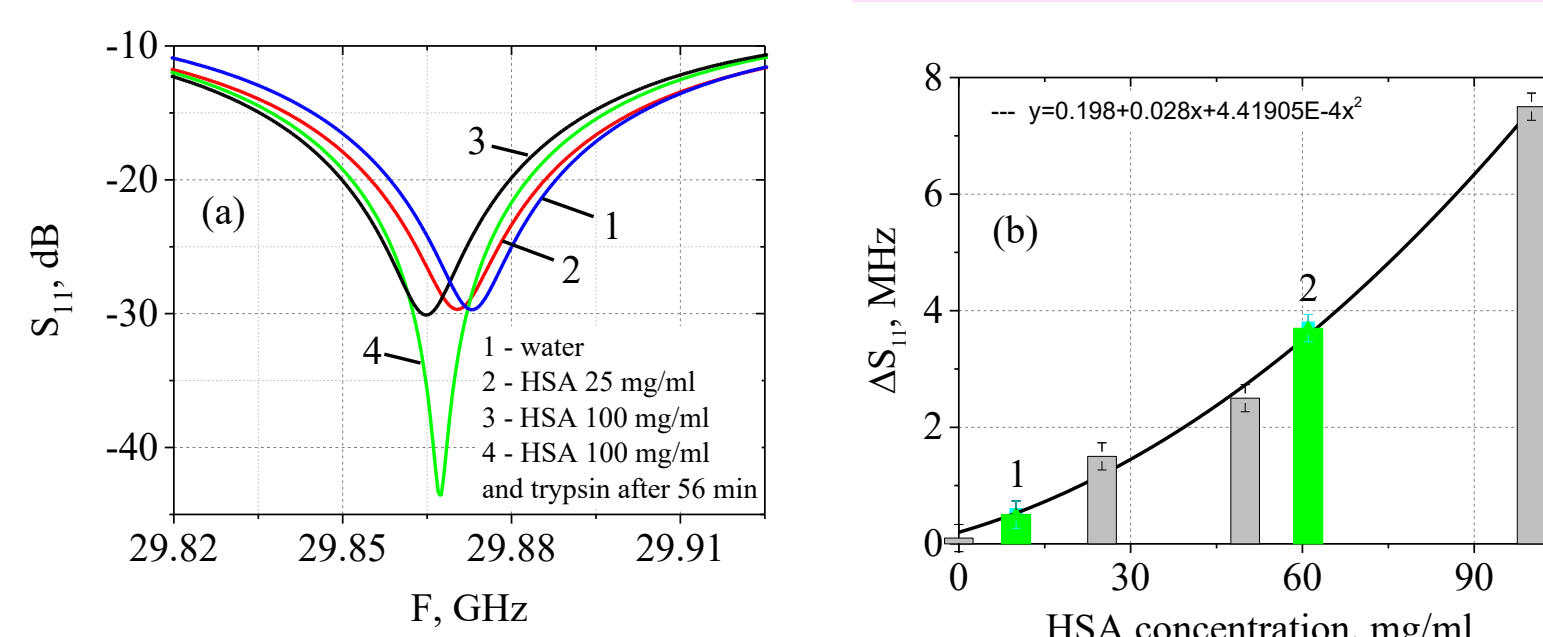 -10
-20
-30
-40
S₁₁, dB
(a)
3
1
2
4
1 - water
2 - HSA 25 mg/ml
3 - HSA 100 mg/ml
4 - HSA 100 mg/ml
and trypsin after 56 min
29.82 29.85 29.88 29.91
F, GHz
8
6
4
2
0
ΔS₁₁, MHz
--- y=0.198+0.028x+4.41905E-4x²
(b)
2
1
0 30 60 90
HSA concentration, mg/ml